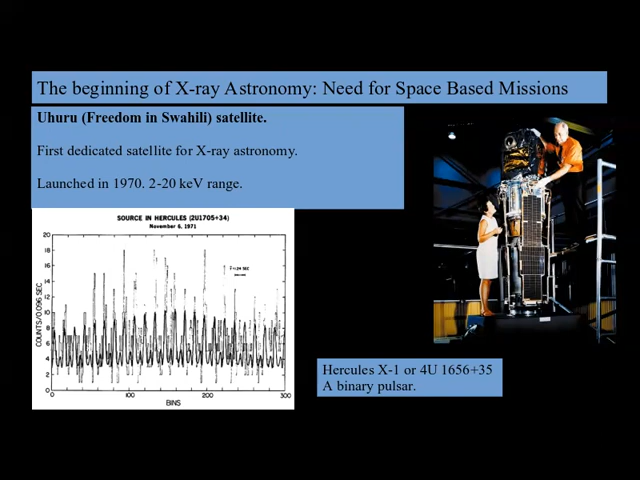 The beginning of X-ray Astronomy: Need for Space Based Missions
Uhuru (Freedom in Swahili) satellite.
First dedicated satellite for X-ray astronomy.
Launched in 1970. 2-20 keV range.
SOURCE IN HERCULES (2U1705+34)
November 6, 1971
COUNTS/0.096 SEC
20
18
16
14
12
10
8
6
4
2
0
0 100 200 300
BINS
Hercules X-1 or 4U 1656+35
A binary pulsar.